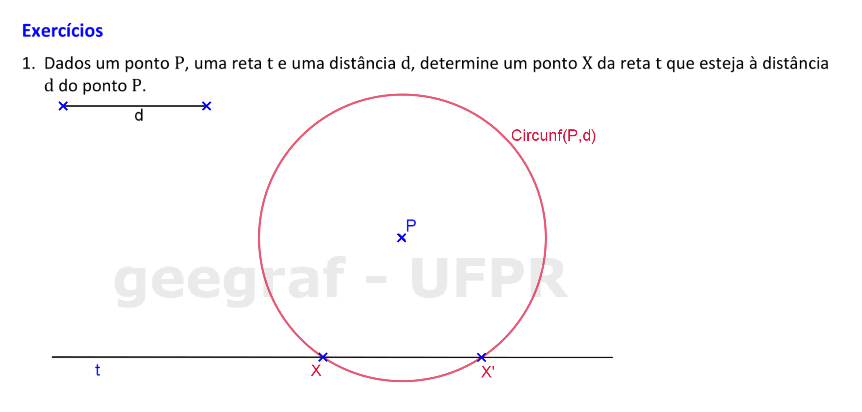 Exercícios
1. Dados um ponto P, uma reta t e uma distância d, determine um ponto X da reta t que esteja à distância
d do ponto P.
d
Circunf(P,d)
P
geegraf - UFPR
t
X
X'